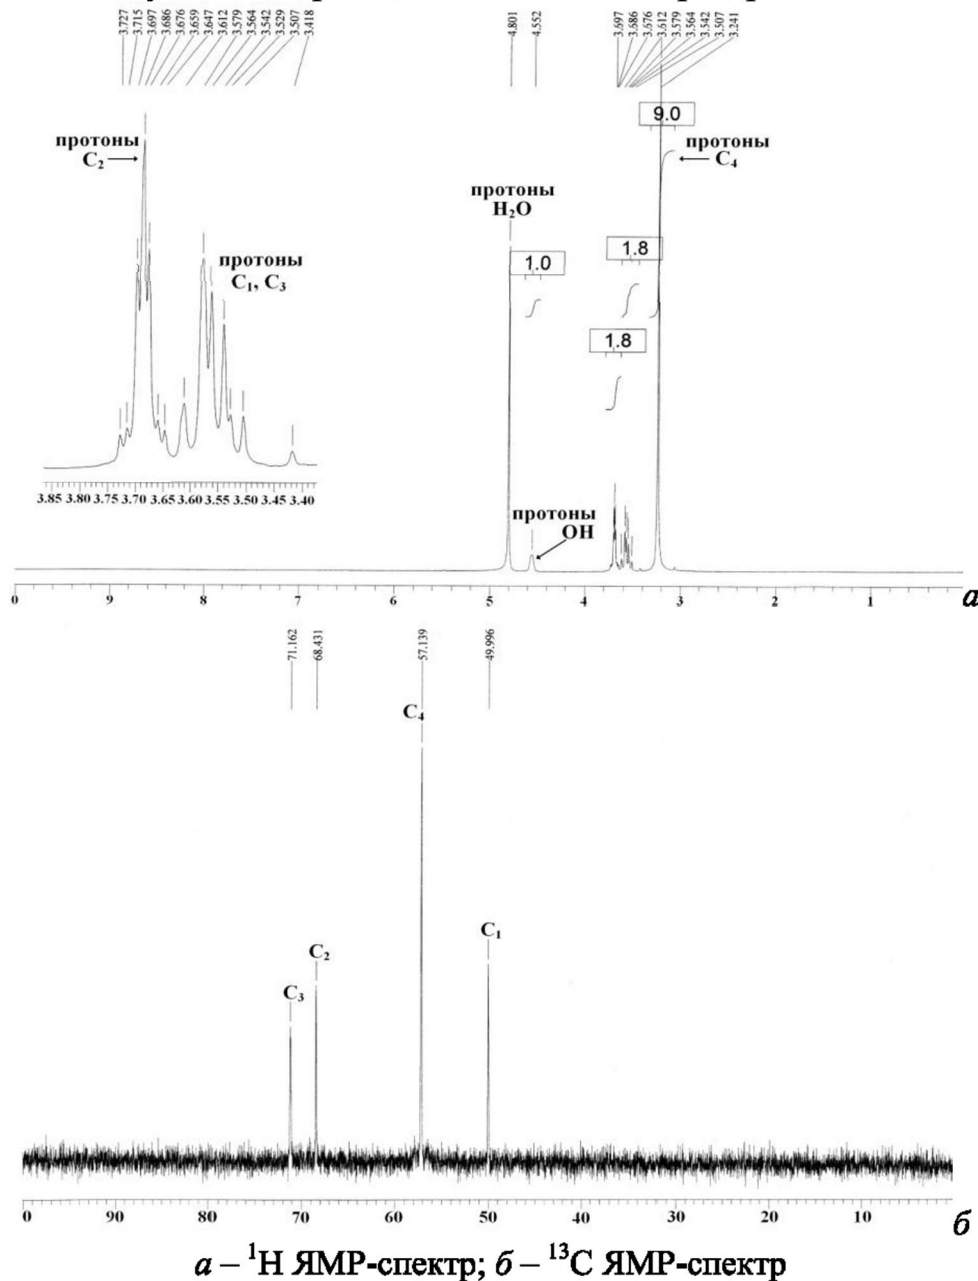 3.727
3.715
3.697
3.686
3.676
3.659
3.647
3.612
3.579
3.564
3.542
3.529
3.507
3.418
4.801
4.552
3.697
3.686
3.676
3.612
3.579
3.564
3.542
3.507
3.241
9.0
протоны
C₂
протоны
C₄
протоны
H₂O
протоны
C₁, C₃
1.0
1.8
1.8
3.85 3.80 3.75 3.70 3.65 3.60 3.55 3.50 3.45 3.40
протоны
OH
0 9 8 7 6 5 4 3 2 1 а
71.162
68.431
57.139
49.996
C₄
C₁
C₂
C₃
0 90 80 70 60 50 40 30 20 10 б
а – ¹H ЯМР-спектр; б – ¹³C ЯМР-спектр